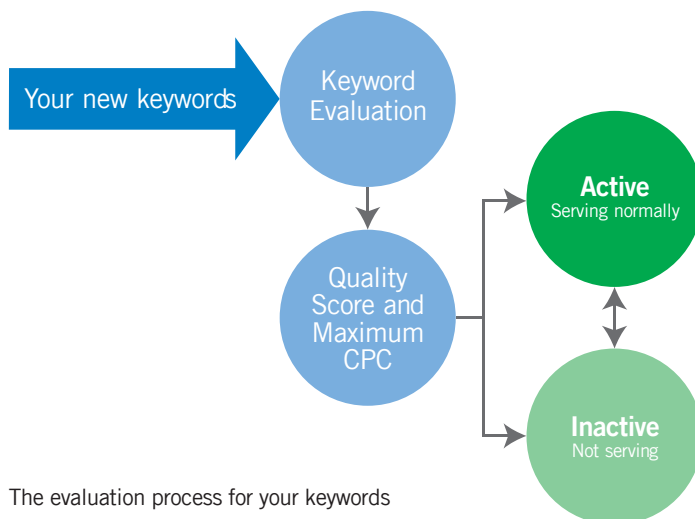 Your new keywords
Keyword
Evaluation
Active
Serving normally
Quality
Score and
Maximum
CPC
Inactive
Not serving
The evaluation process for your keywords